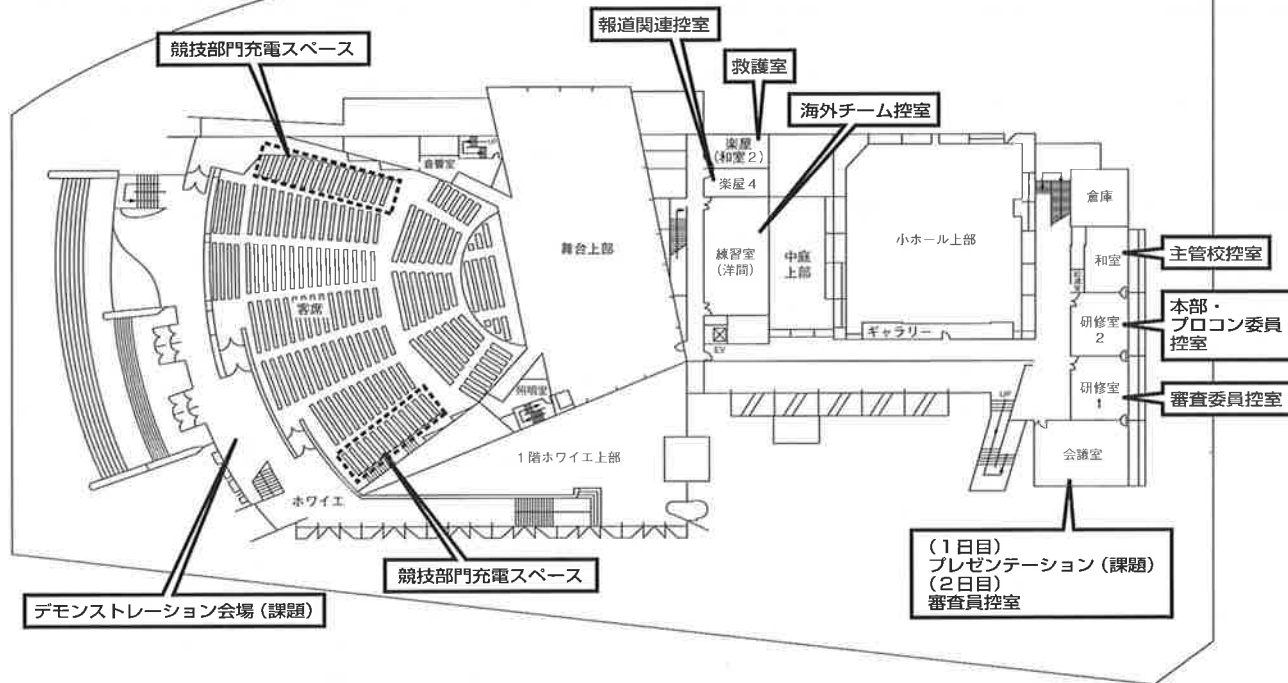 報道関連控室
競技部門充電スペース
救護室
海外チーム控室
UP
音響室
楽屋
(和室2)
楽屋4
倉庫
舞台上部
練習室
(洋間)
中庭
上部
小ホール上部
和室
主管校控室
客席
ギャラリー
研修室
2
本部・
プロコン委員
控室
EV
照明室
研修室
1
審査委員控室
UP
1階ホワイエ上部
会議室
ホワイエ
(1日目)
プレゼンテーション(課題)
(2日目)
審査員控室
競技部門充電スペース
デモンストレーション会場(課題)